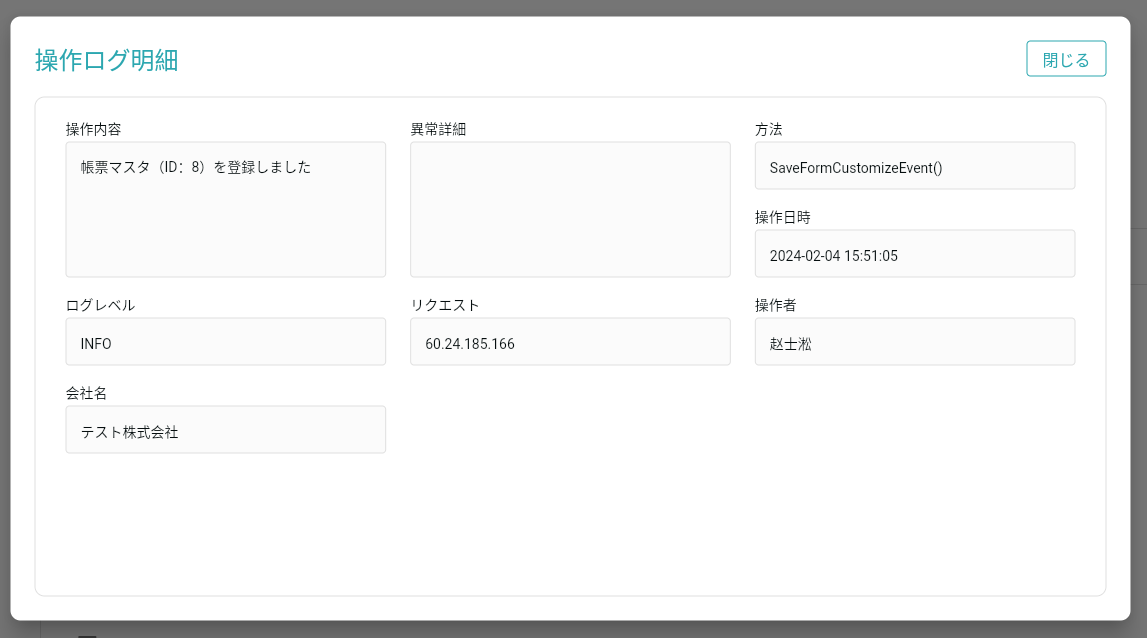 操作ログ明細
閉じる
操作内容
帳票マスタ（ID：8）を登録しました
異常詳細
方法
SaveFormCustomizeEvent()
操作日時
2024-02-04 15:51:05
ログレベル
INFO
リクエスト
60.24.185.166
操作者
赵士淞
会社名
テスト株式会社